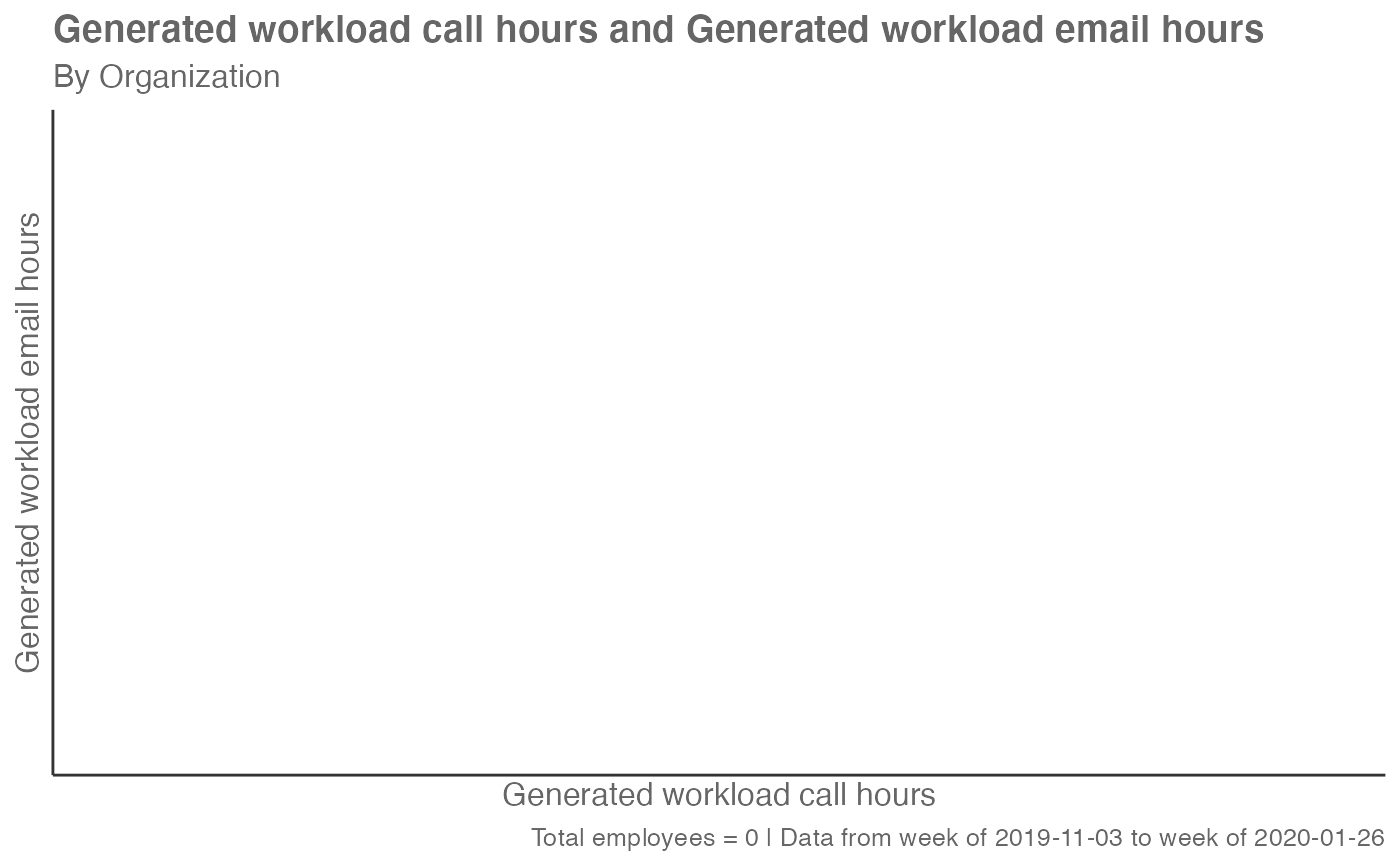 Generated workload call hours and Generated workload email hours
By Organization
Generated workload email hours
Generated workload call hours
Total employees = 0 | Data from week of 2019-11-03 to week of 2020-01-26